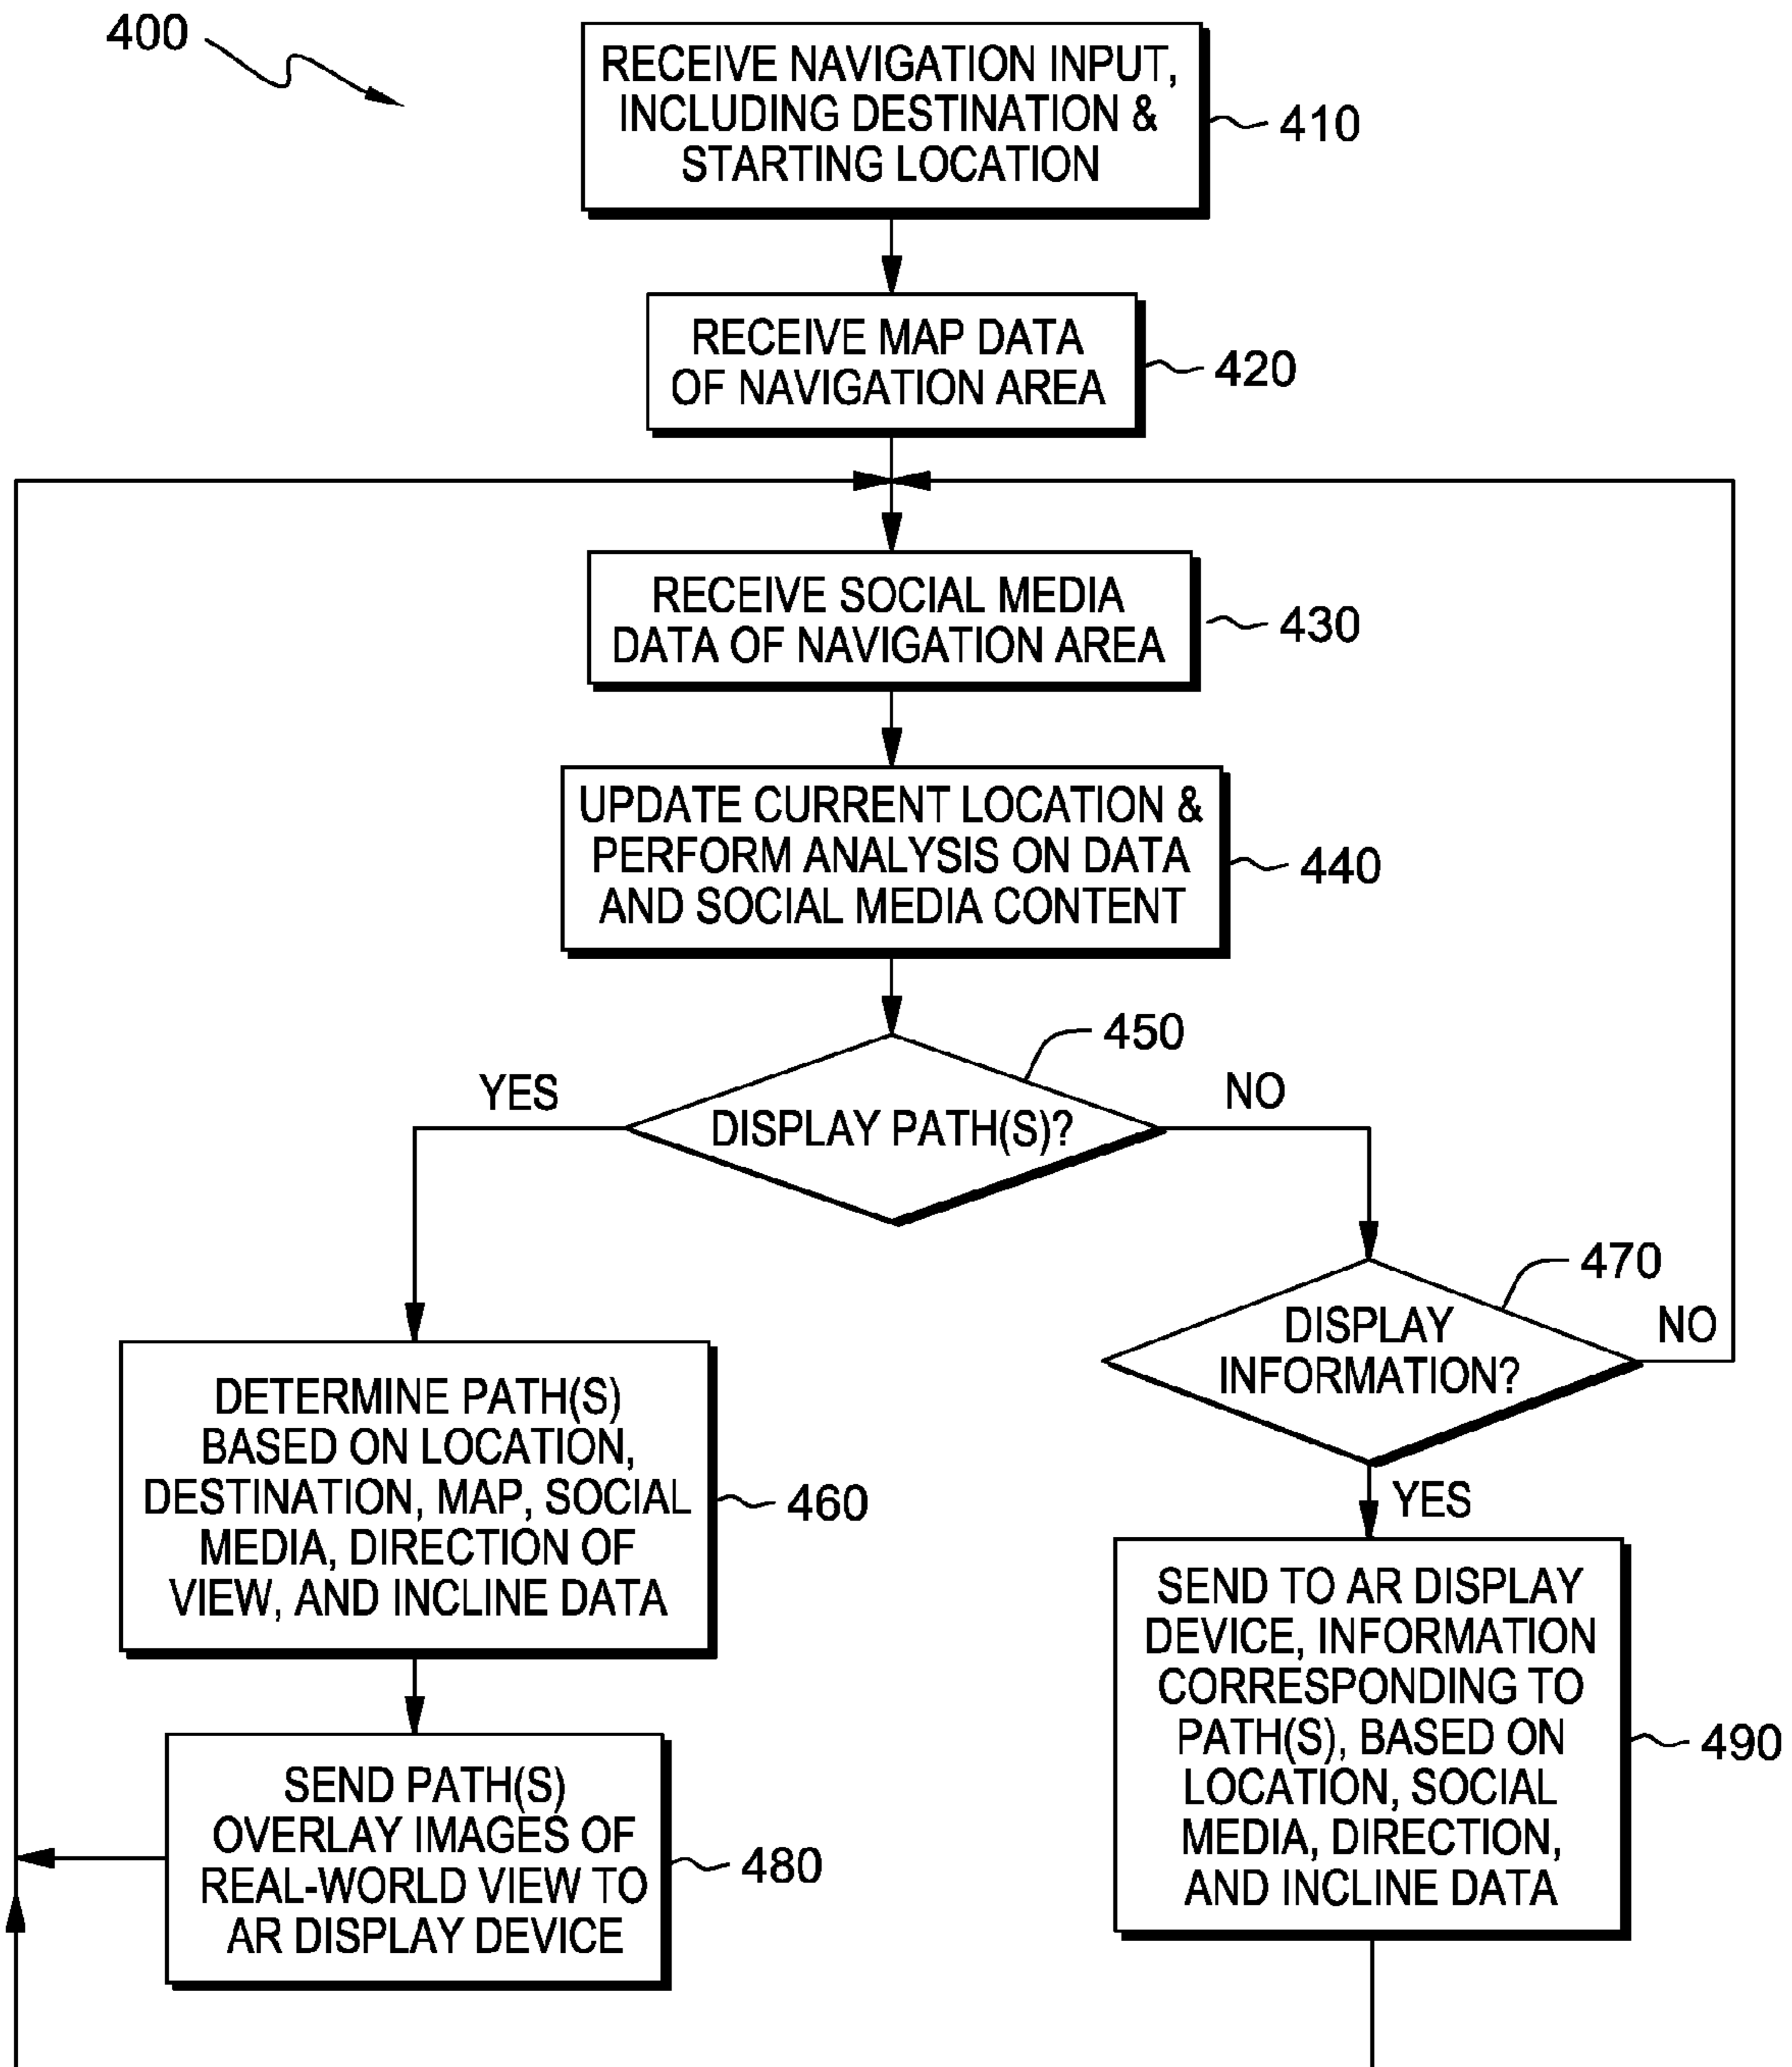 400
RECEIVE NAVIGATION INPUT,
INCLUDING DESTINATION &
STARTING LOCATION
410
RECEIVE MAP DATA
OF NAVIGATION AREA
420
RECEIVE SOCIAL MEDIA
DATA OF NAVIGATION AREA
430
UPDATE CURRENT LOCATION &
PERFORM ANALYSIS ON DATA
AND SOCIAL MEDIA CONTENT
440
450
YES
DISPLAY PATH(S)?
NO
470
DISPLAY
INFORMATION?
NO
YES
DETERMINE PATH(S)
BASED ON LOCATION,
DESTINATION, MAP, SOCIAL
MEDIA, DIRECTION OF
VIEW, AND INCLINE DATA
460
SEND PATH(S)
OVERLAY IMAGES OF
REAL-WORLD VIEW TO
AR DISPLAY DEVICE
480
SEND TO AR DISPLAY
DEVICE, INFORMATION
CORRESPONDING TO
PATH(S), BASED ON
LOCATION, SOCIAL
MEDIA, DIRECTION,
AND INCLINE DATA
490